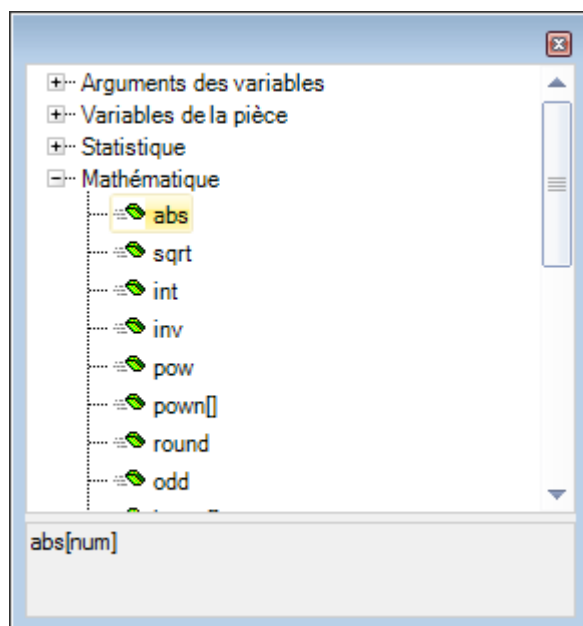 Arguments des variables
Variables de la pièce
Statistique
Mathématique
abs
sqrt
int
inv
pow
pown[]
round
odd
abs[num]